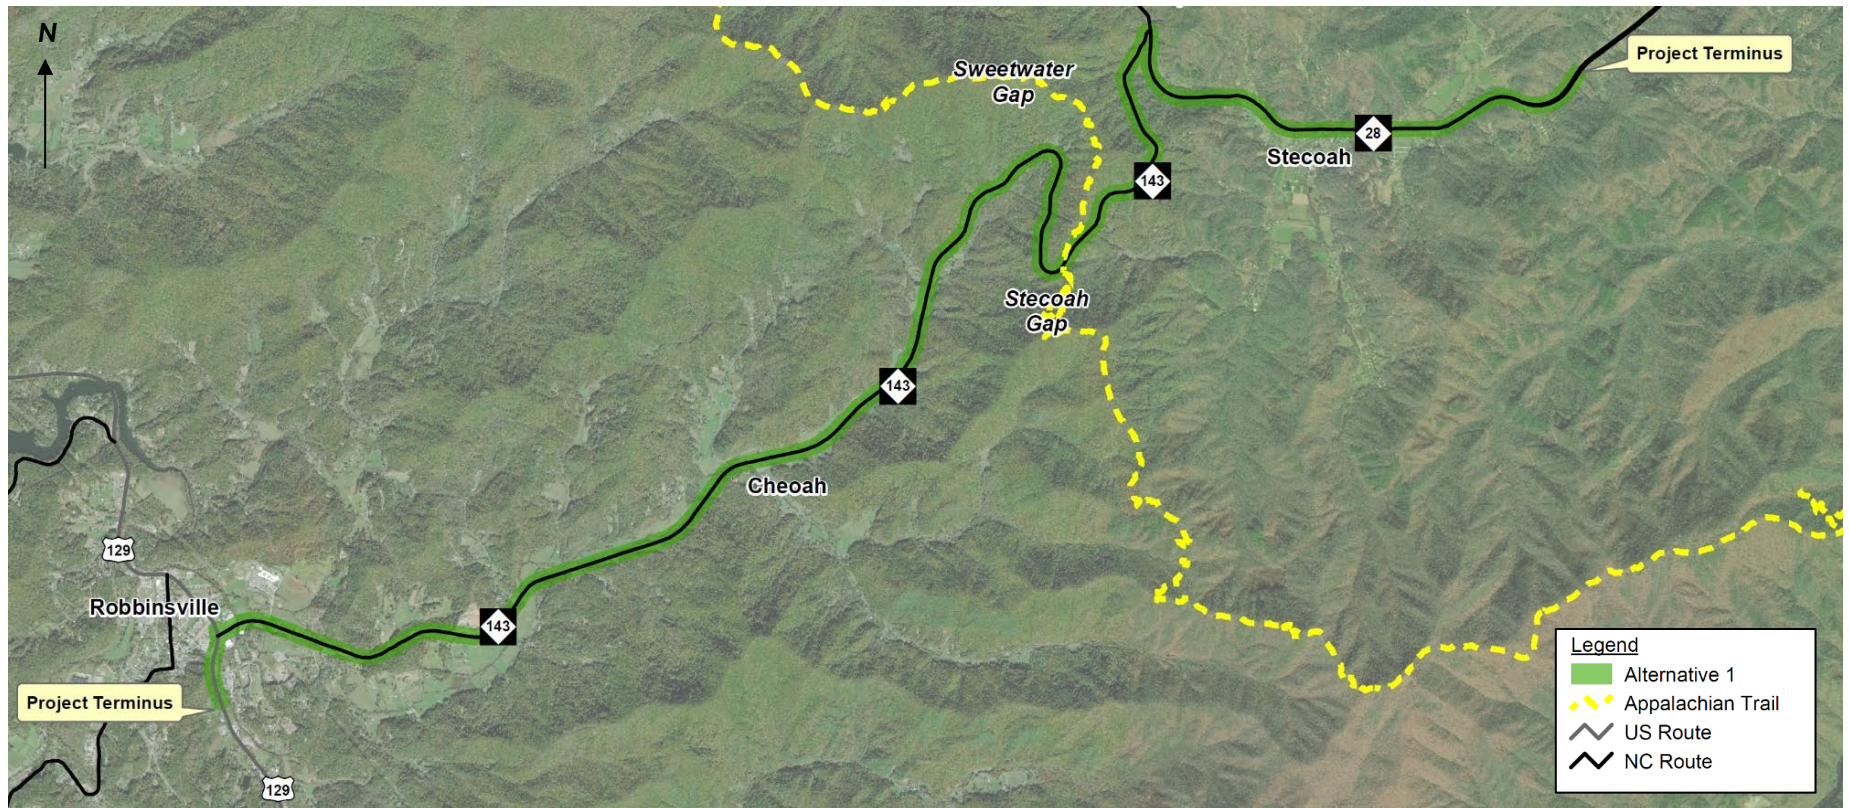 N
Project Terminus
Sweetwater
Gap
28
Stecoah
143
Stecoah
Gap
143
Cheoah
129
Robbinsville
143
Project Terminus
129
Legend
Alternative 1
Appalachian Trail
US Route
NC Route